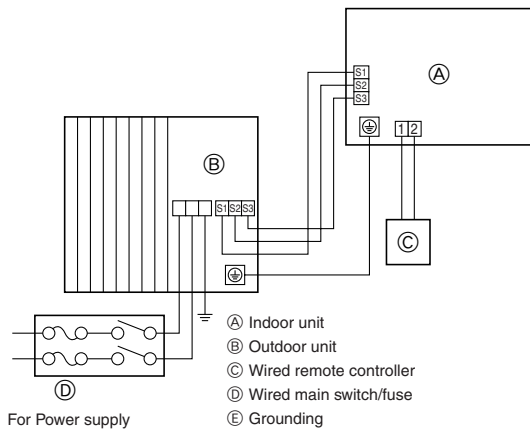 S1
S2
S3
Ⓐ
1 2
Ⓑ
S1 S2 S3
Ⓒ
Ⓓ
For Power supply
Ⓐ Indoor unit
Ⓑ Outdoor unit
Ⓒ Wired remote controller
Ⓓ Wired main switch/fuse
Ⓔ Grounding